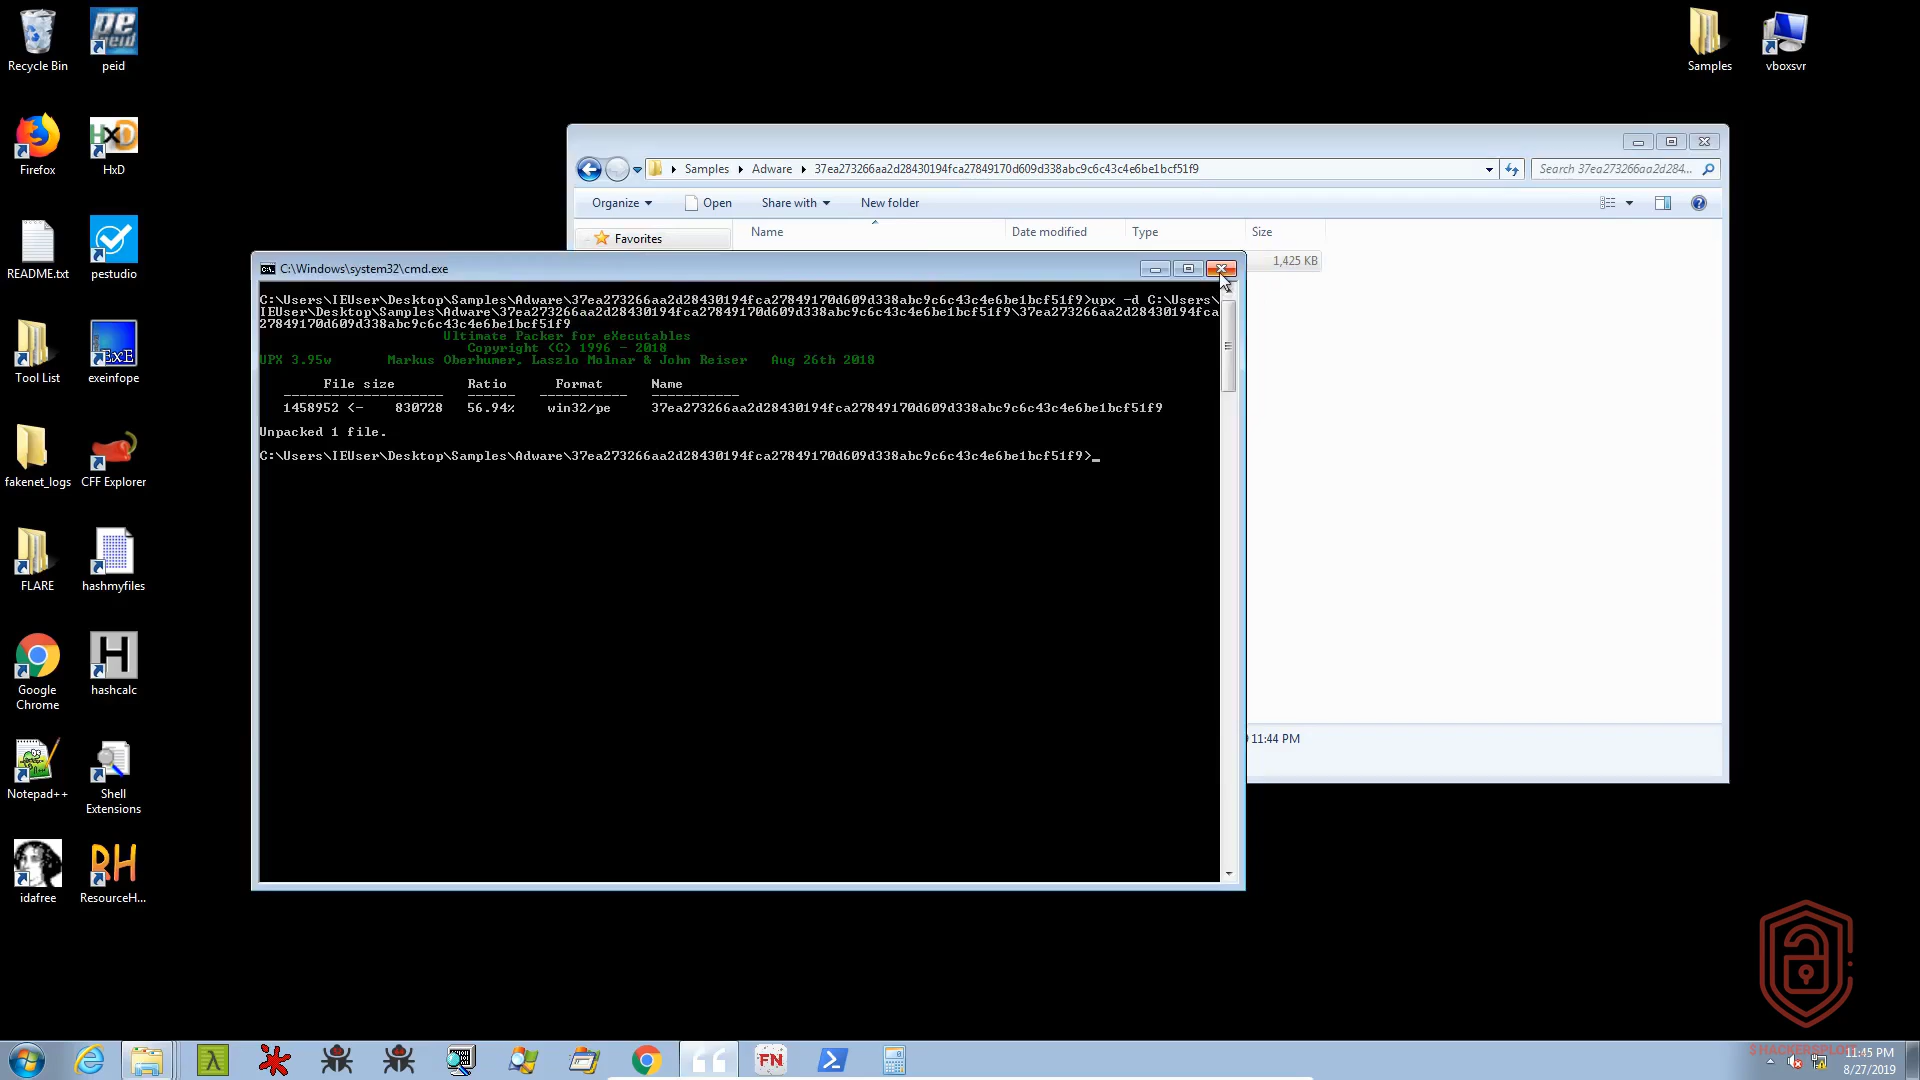 Recycle Bin
peid
Firefox
HxD
README.txt
pestudio
Tool List
exeinfope
fakenet_logs
CFF Explorer
FLARE
hashmyfiles
Google
Chrome
hashcalc
Notepad++
Shell
Extensions
idafree
ResourceH...
Samples
vboxsvr
Samples
Adware
37ea273266aa2d28430194fca27849170d609d338abc9c6c43c4e6be1bcf51f9
Search 37ea273266aa2d284...
Organize
Open
Share with
New folder
Favorites
Name
Date modified
Type
Size
1,425 KB
11:44 PM
C:\Windows\system32\cmd.exe
C:\Users\IEUser\Desktop\Samples\Adware\37ea273266aa2d28430194fca27849170d609d338abc9c6c43c4e6be1bcf51f9>upx -d C:\Users\
IEUser\Desktop\Samples\Adware\37ea273266aa2d28430194fca27849170d609d338abc9c6c43c4e6be1bcf51f9\37ea273266aa2d28430194fca
27849170d609d338abc9c6c43c4e6be1bcf51f9
Ultimate Packer for eXecutables
Copyright (C) 1996 - 2018
UPX 3.95w Markus Oberhumer, Laszlo Molnar & John Reiser Aug 26th 2018
File size Ratio Format Name
-------------------- ------ ----------- -----------
1458952 <- 830728 56.94% win32/pe 37ea273266aa2d28430194fca27849170d609d338abc9c6c43c4e6be1bcf51f9
Unpacked 1 file.
C:\Users\IEUser\Desktop\Samples\Adware\37ea273266aa2d28430194fca27849170d609d338abc9c6c43c4e6be1bcf51f9>_
FN
11:45 PM
8/27/2019